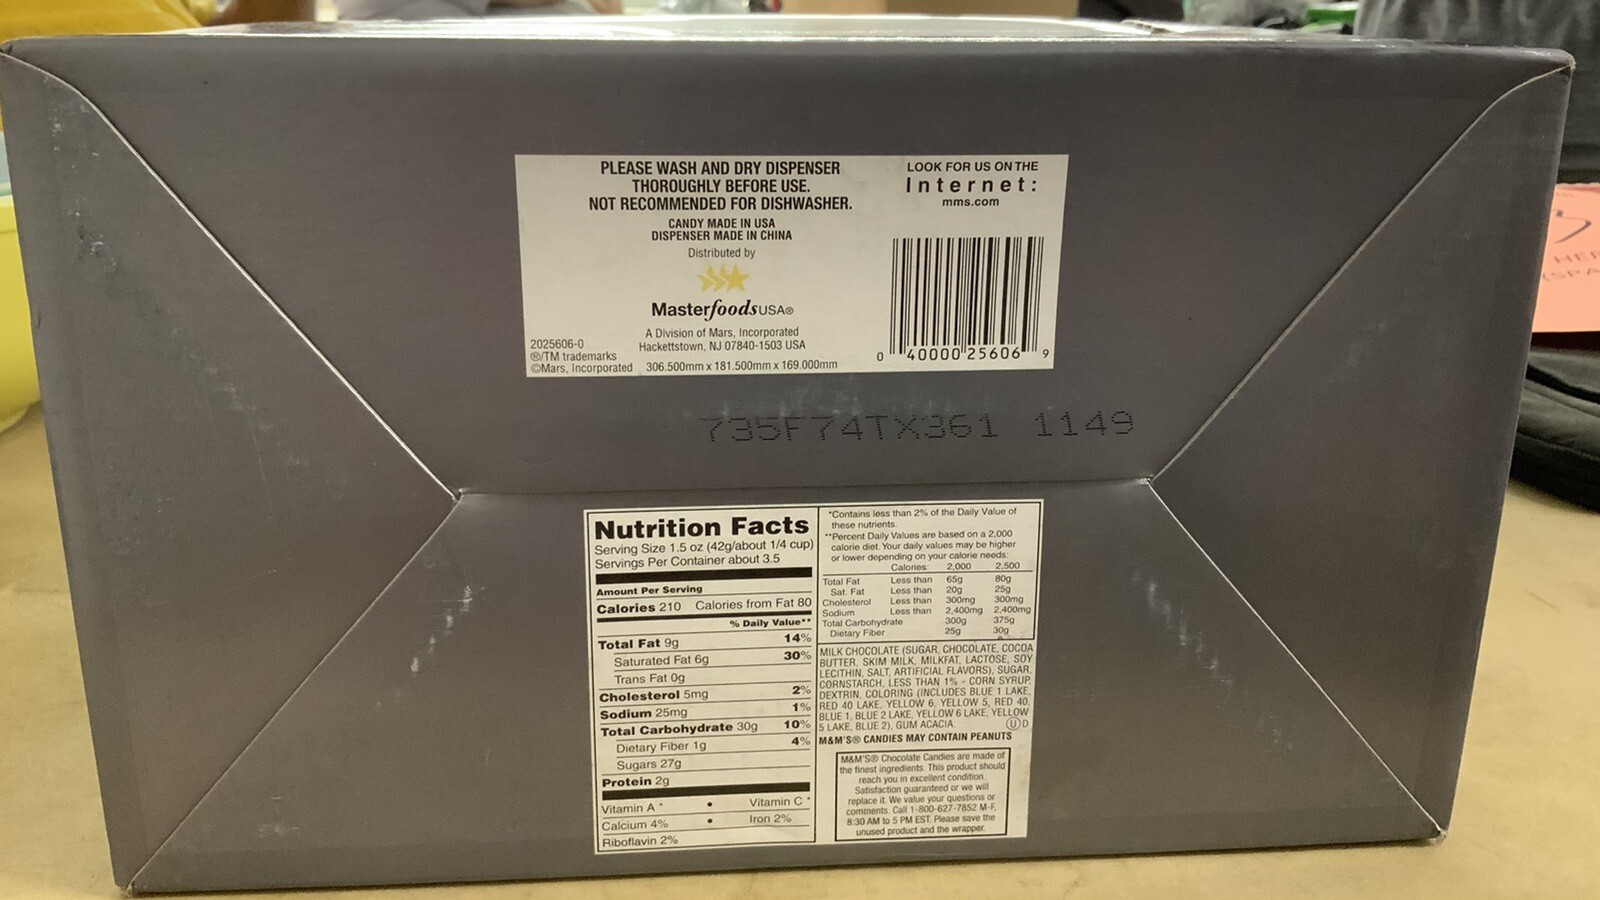 PLEASE WASH AND DRY DISPENSER
THOROUGHLY BEFORE USE.
NOT RECOMMENDED FOR DISHWASHER.
CANDY MADE IN USA
DISPENSER MADE IN CHINA
Distributed by
MasterfoodsUSA®
A Division of Mars, Incorporated
Hackettstown, NJ 07840-1503 USA
2025606-0
®/TM trademarks
©Mars, Incorporated
306.500mm x 181.500mm x 169.000mm
LOOK FOR US ON THE
Internet:
mms.com
0 40000 25606 9
735F74TX361 1149
Nutrition Facts
Serving Size 1.5 oz (42g/about 1/4 cup)
Servings Per Container about 3.5
Amount Per Serving
Calories 210 Calories from Fat 80
% Daily Value**
Total Fat 9g 14%
Saturated Fat 6g 30%
Trans Fat 0g
Cholesterol 5mg 2%
Sodium 25mg 1%
Total Carbohydrate 30g 10%
Dietary Fiber 1g 4%
Sugars 27g
Protein 2g
Vitamin A * • Vitamin C *
Calcium 4% • Iron 2%
Riboflavin 2%
*Contains less than 2% of the Daily Value of
these nutrients.
**Percent Daily Values are based on a 2,000
calorie diet. Your daily values may be higher
or lower depending on your calorie needs:
Calories: 2,000 2,500
Total Fat Less than 65g 80g
Sat. Fat Less than 20g 25g
Cholesterol Less than 300mg 300mg
Sodium Less than 2,400mg 2,400mg
Total Carbohydrate 300g 375g
Dietary Fiber 25g 30g
MILK CHOCOLATE (SUGAR, CHOCOLATE, COCOA
BUTTER, SKIM MILK, MILKFAT, LACTOSE, SOY
LECITHIN, SALT, ARTIFICIAL FLAVORS), SUGAR,
CORNSTARCH, LESS THAN 1% - CORN SYRUP,
DEXTRIN, COLORING (INCLUDES BLUE 1 LAKE,
RED 40 LAKE, YELLOW 6, YELLOW 5, RED 40,
BLUE 1, BLUE 2 LAKE, YELLOW 6 LAKE, YELLOW
5 LAKE, BLUE 2), GUM ACACIA. Ⓤ D
M&M'S® CANDIES MAY CONTAIN PEANUTS
M&M'S® Chocolate Candies are made of
the finest ingredients. This product should
reach you in excellent condition.
Satisfaction guaranteed or we will
replace it. We value your questions or
comments. Call 1-800-627-7852 M-F,
8:30 AM to 5 PM EST. Please save the
unused product and the wrapper.